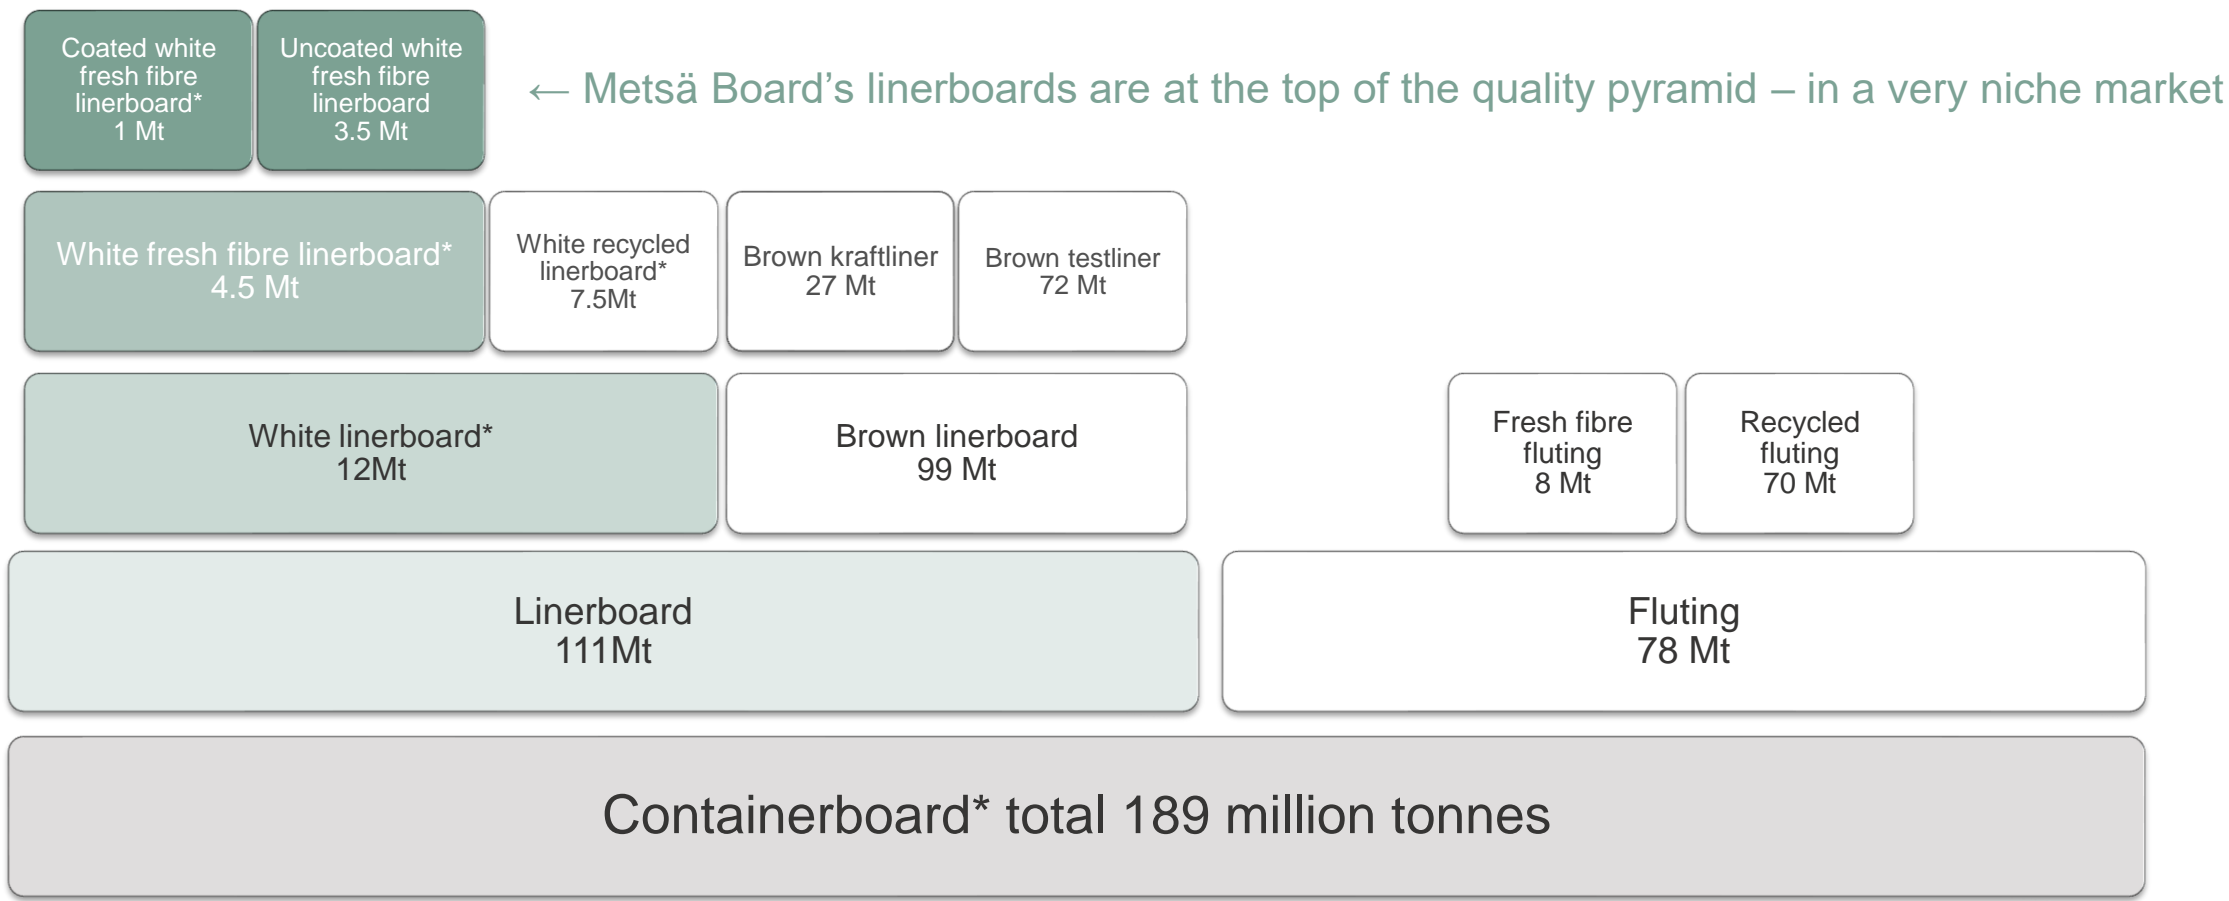 Coated white
fresh fibre
linerboard*
1 Mt
Uncoated white
fresh fibre
linerboard
3.5 Mt
← Metsä Board’s linerboards are at the top of the quality pyramid – in a very niche market
White fresh fibre linerboard*
4.5 Mt
White recycled
linerboard*
7.5Mt
Brown kraftliner
27 Mt
Brown testliner
72 Mt
White linerboard*
12Mt
Brown linerboard
99 Mt
Fresh fibre
fluting
8 Mt
Recycled
fluting
70 Mt
Linerboard
111Mt
Fluting
78 Mt
Containerboard* total 189 million tonnes